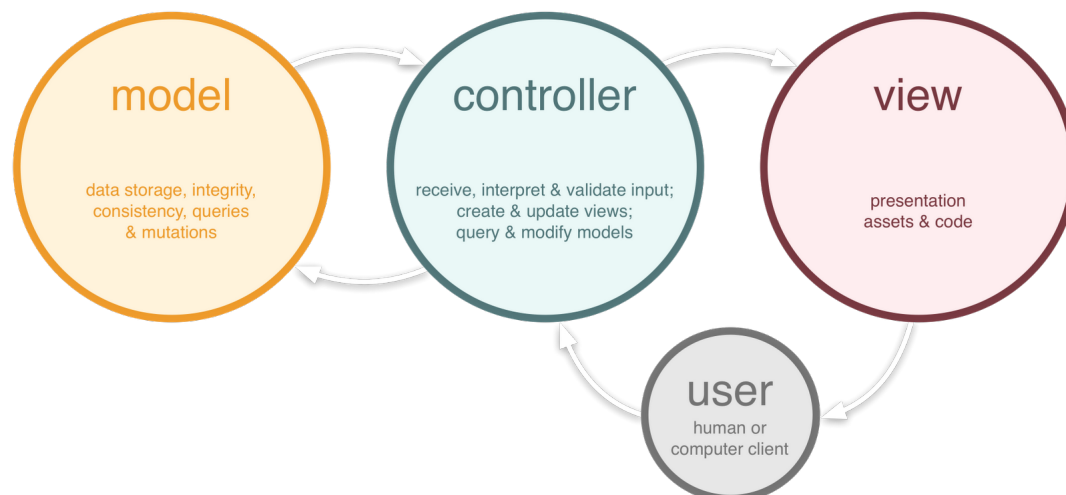 model
data storage, integrity,
consistency, queries
& mutations
controller
receive, interpret & validate input;
create & update views;
query & modify models
view
presentation
assets & code
user
human or
computer client